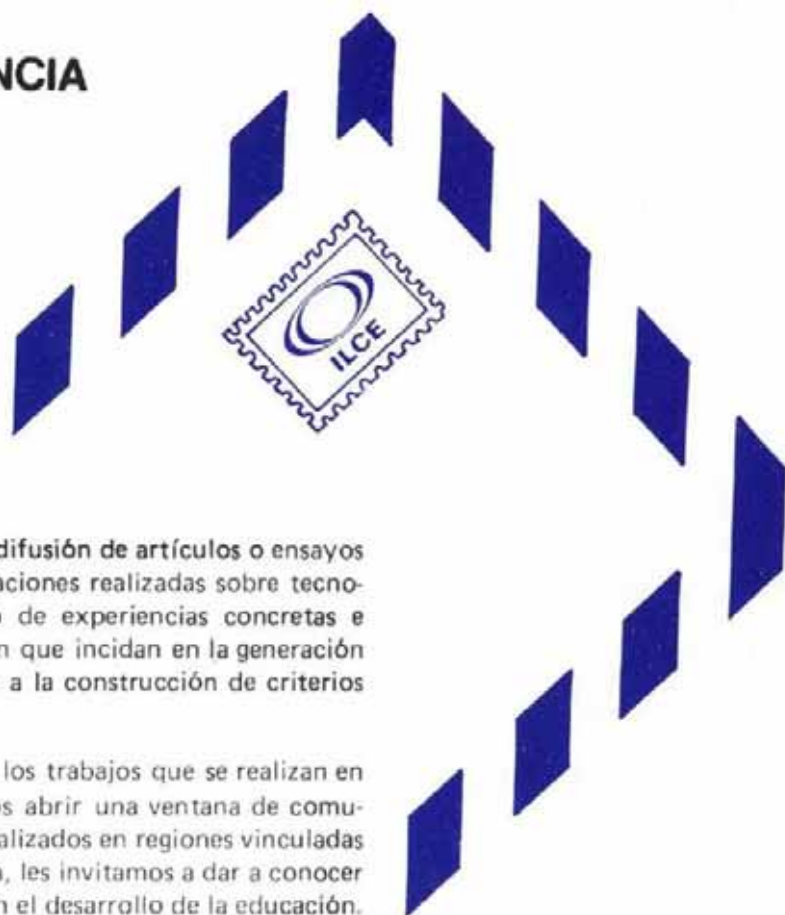 NCIA
ILCE
difusión de artículos o ensayos
aciones realizadas sobre tecno-
de experiencias concretas e
n que incidan en la generación
a la construcción de criterios
los trabajos que se realizan en
s abrir una ventana de comu-
alizados en regiones vinculadas
, les invitamos a dar a conocer
n el desarrollo de la educación.